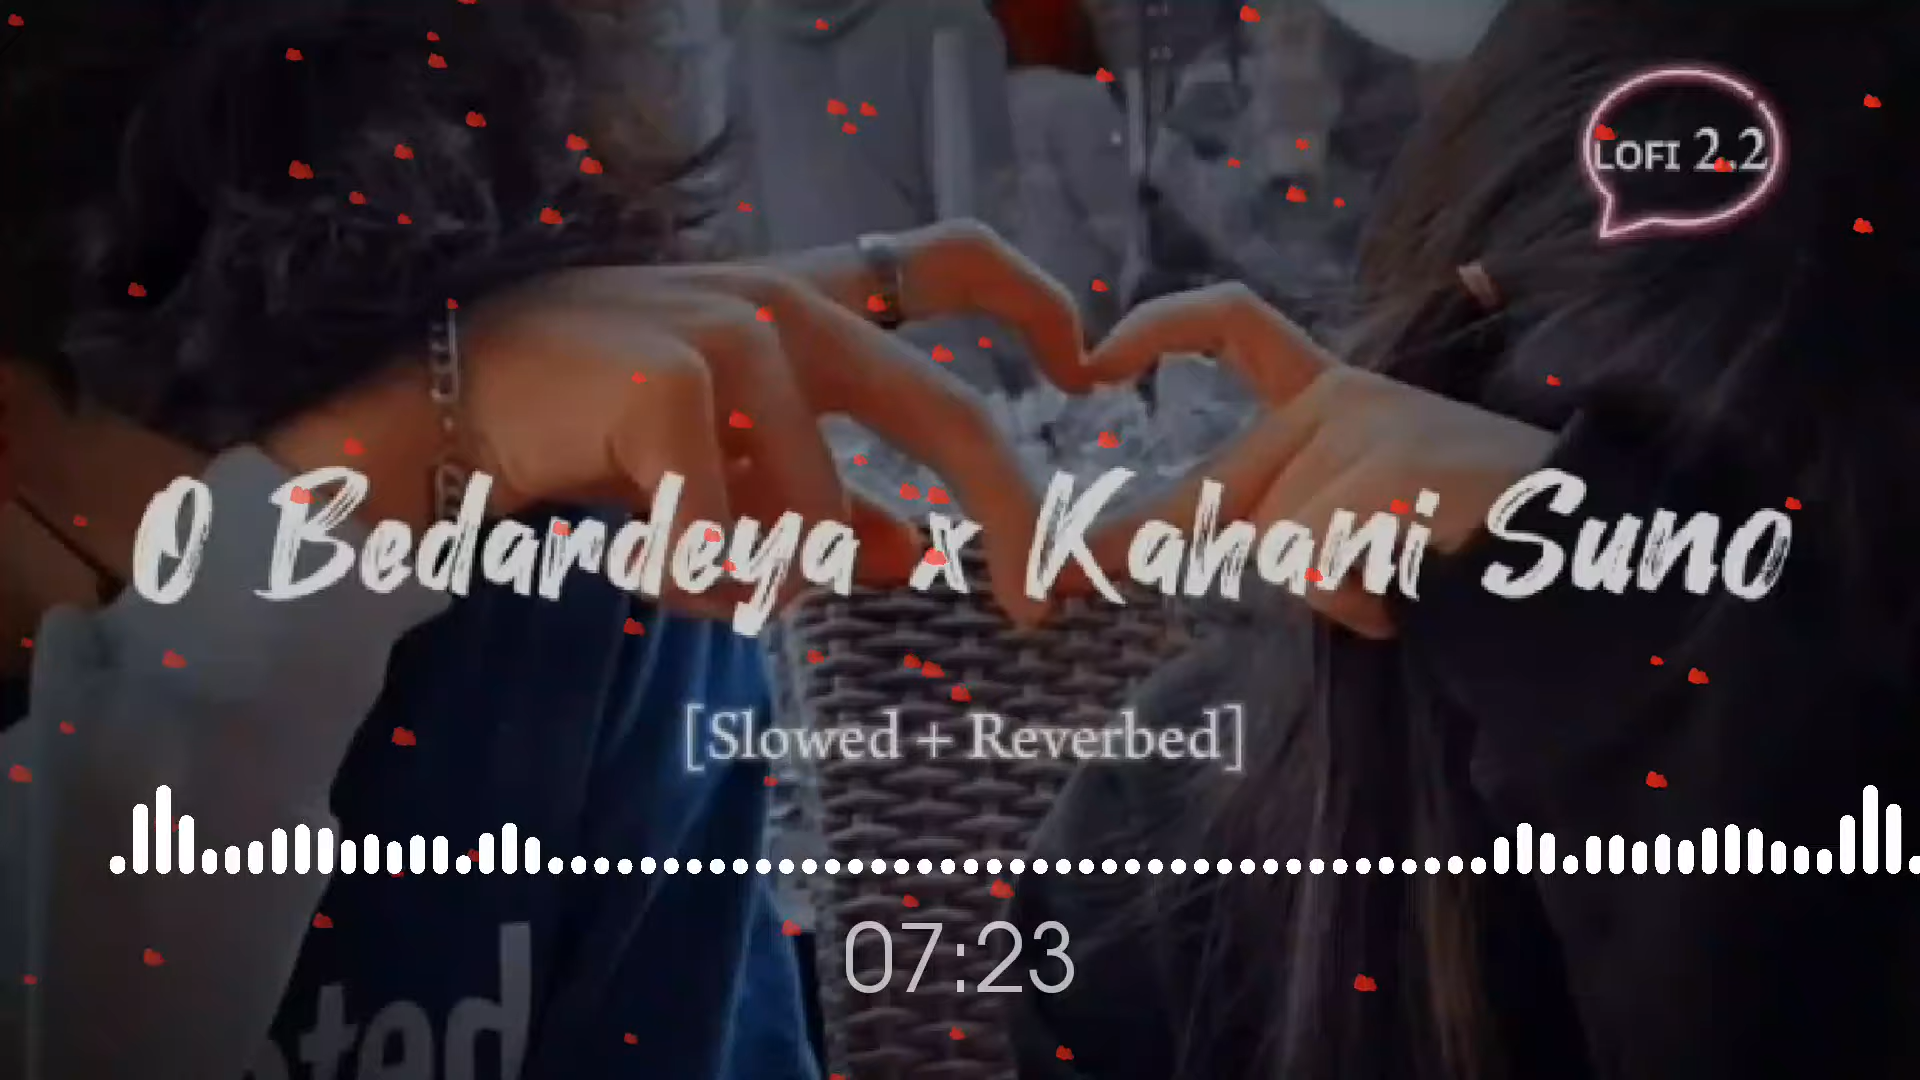 LOFI 2.2
O Bedardeya x Kahani Suno
[Slowed + Reverbed]
07:23